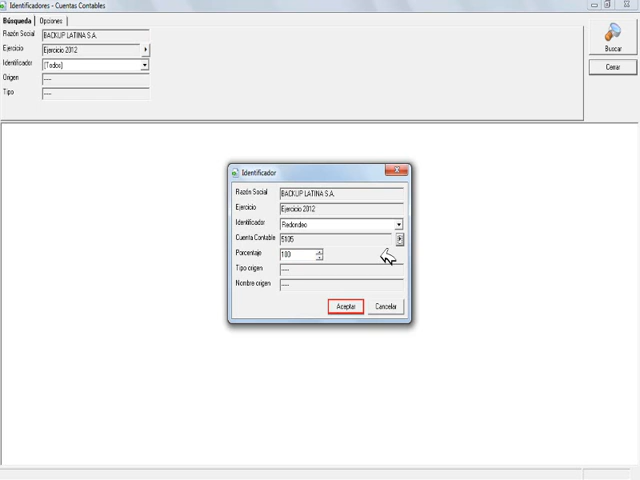 Identificadores - Cuentas Contables
Búsqueda Opciones
Razón Social BACKUP LATINA S.A.
Ejercicio Ejercicio 2012
Identificador [Todos]
Origen ----
Tipo ----
Buscar
Cerrar
Identificador
Razón Social BACKUP LATINA S.A.
Ejercicio Ejercicio 2012
Identificador Redondeo
Cuenta Contable 5105
Porcentaje 100
Tipo origen ----
Nombre origen ----
Aceptar Cancelar